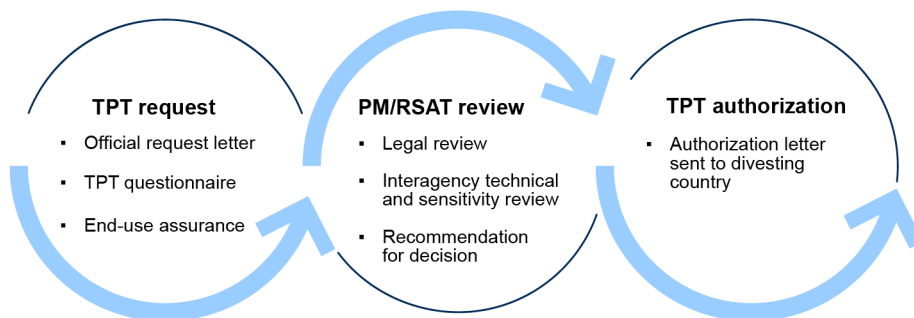 TPT request
▪ Official request letter
▪ TPT questionnaire
▪ End-use assurance
PM/RSAT review
▪ Legal review
▪ Interagency technical
and sensitivity review
▪ Recommendation
for decision
TPT authorization
▪ Authorization letter
sent to divesting
country